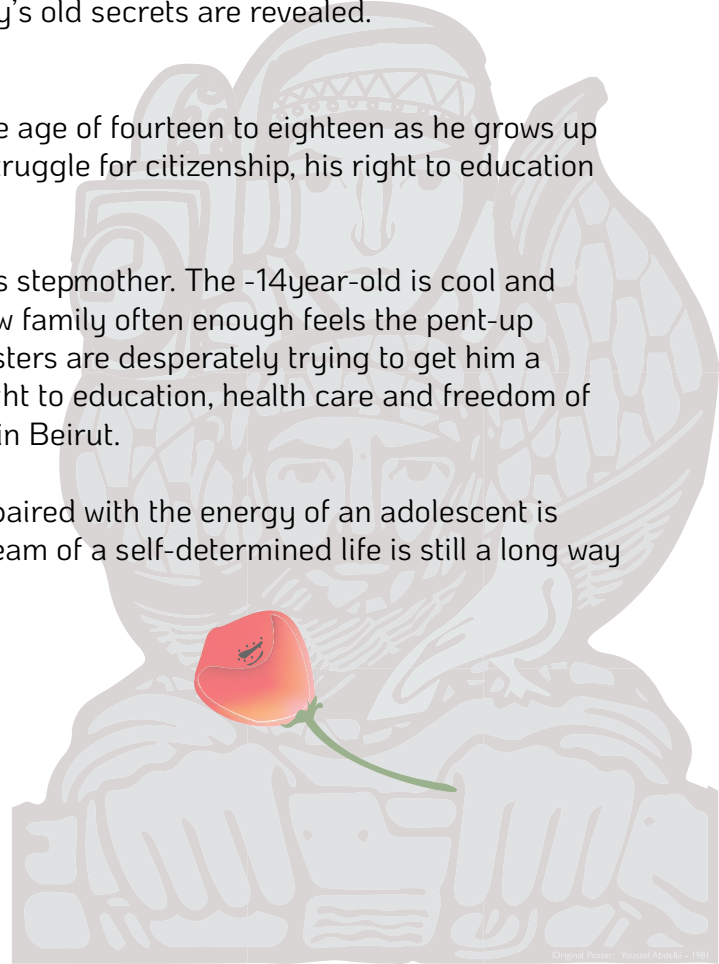 y's old secrets are revealed.
e age of fourteen to eighteen as he grows up
truggle for citizenship, his right to education
s stepmother. The -14year-old is cool and
w family often enough feels the pent-up
sters are desperately trying to get him a
ht to education, health care and freedom of
in Beirut.
paired with the energy of an adolescent is
eam of a self-determined life is still a long way
Original Poster: Youssef Abdelki - 1981